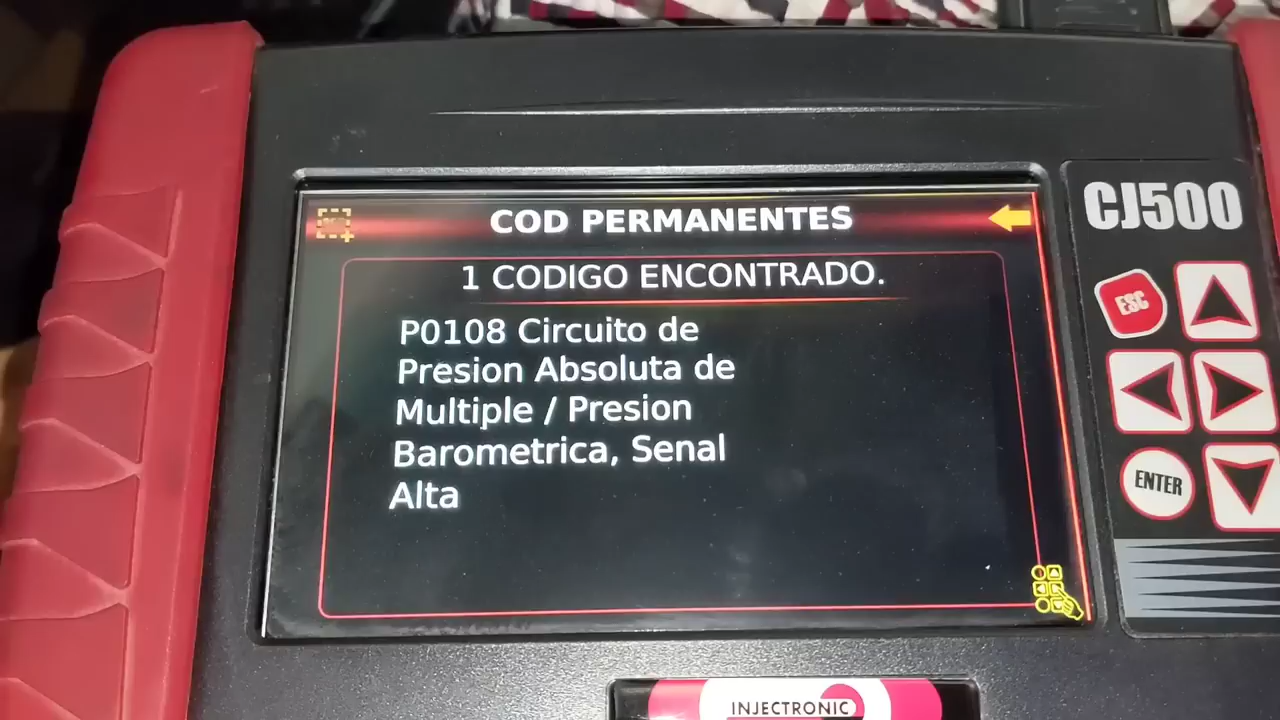 COD PERMANENTES
1 CODIGO ENCONTRADO.
P0108 Circuito de
Presion Absoluta de
Multiple / Presion
Barometrica, Senal
Alta
CJ500
ESC
ENTER
INJECTRONIC